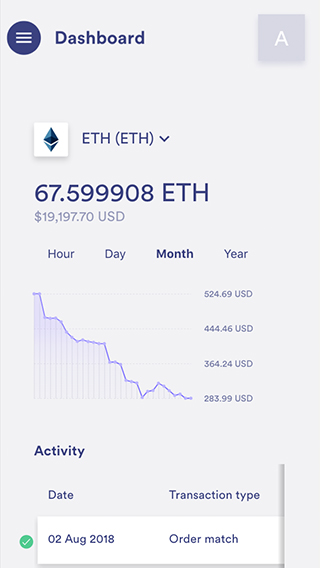 Dashboard
A
ETH (ETH)
67.599908 ETH
$19,197.70 USD
Hour Day Month Year
524.69 USD
444.46 USD
364.24 USD
283.99 USD
Activity
Date Transaction type
02 Aug 2018 Order match